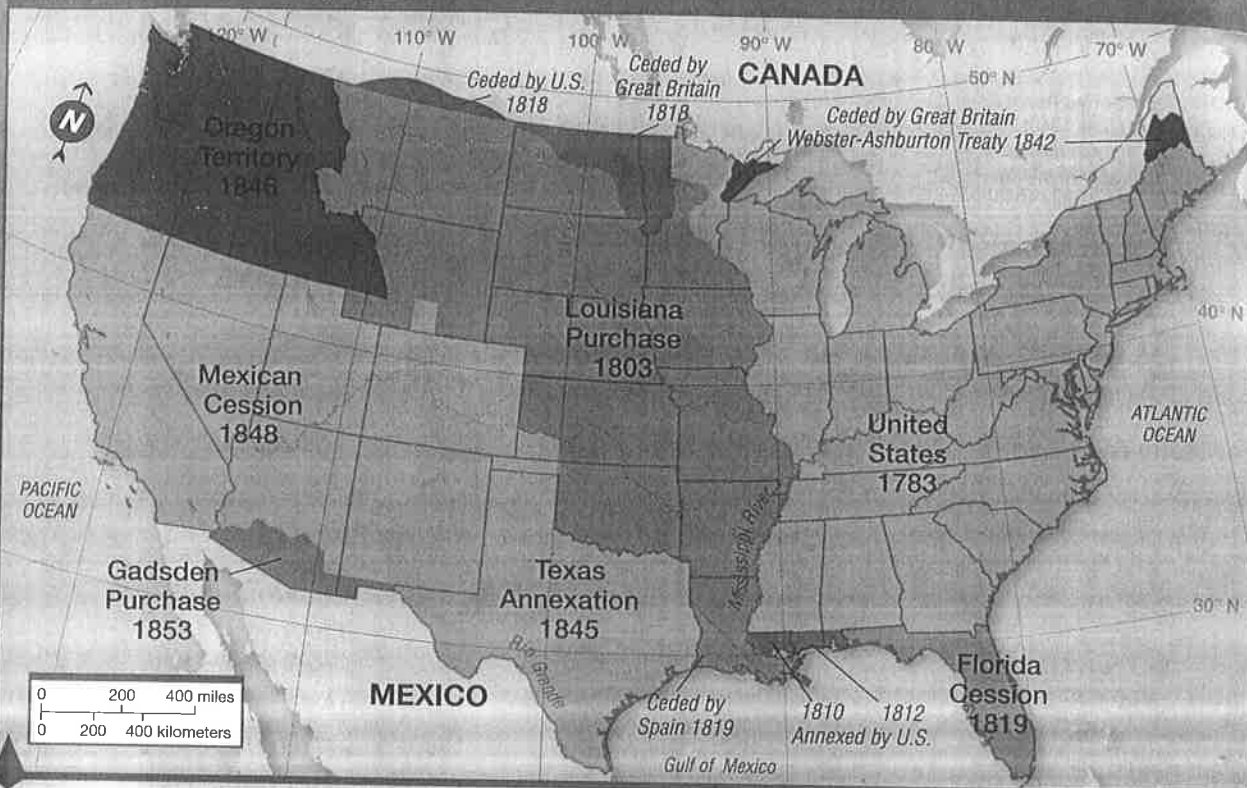 120° W
110° W
100° W
90° W
80° W
70° W
50° N
40° N
30° N
N
CANADA
Ceded by U.S.
1818
Ceded by
Great Britain
1818
Ceded by Great Britain
Webster-Ashburton Treaty 1842
Oregon
Territory
1846
Louisiana
Purchase
1803
Mexican
Cession
1848
United
States
1783
ATLANTIC
OCEAN
PACIFIC
OCEAN
Mississippi River
Gadsden
Purchase
1853
Texas
Annexation
1845
Rio Grande
MEXICO
Ceded by
Spain 1819
1810 1812
Annexed by U.S.
Florida
Cession
1819
Gulf of Mexico
0 200 400 miles
0 200 400 kilometers